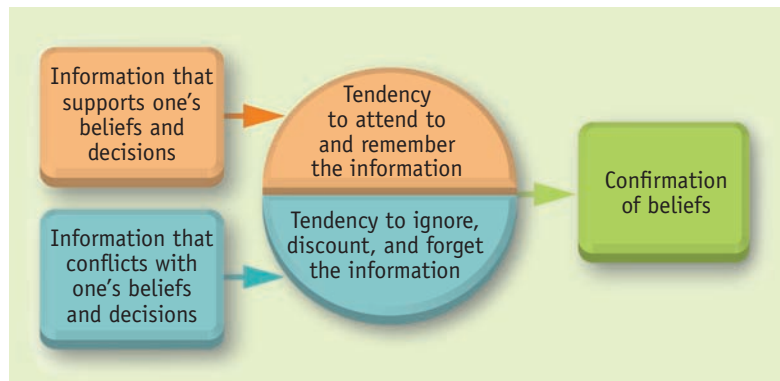 Information that
supports one's
beliefs and
decisions
Tendency
to attend to
and remember
the information
Information that
conflicts with
one's beliefs
and decisions
Tendency to ignore,
discount, and forget
the information
Confirmation
of beliefs